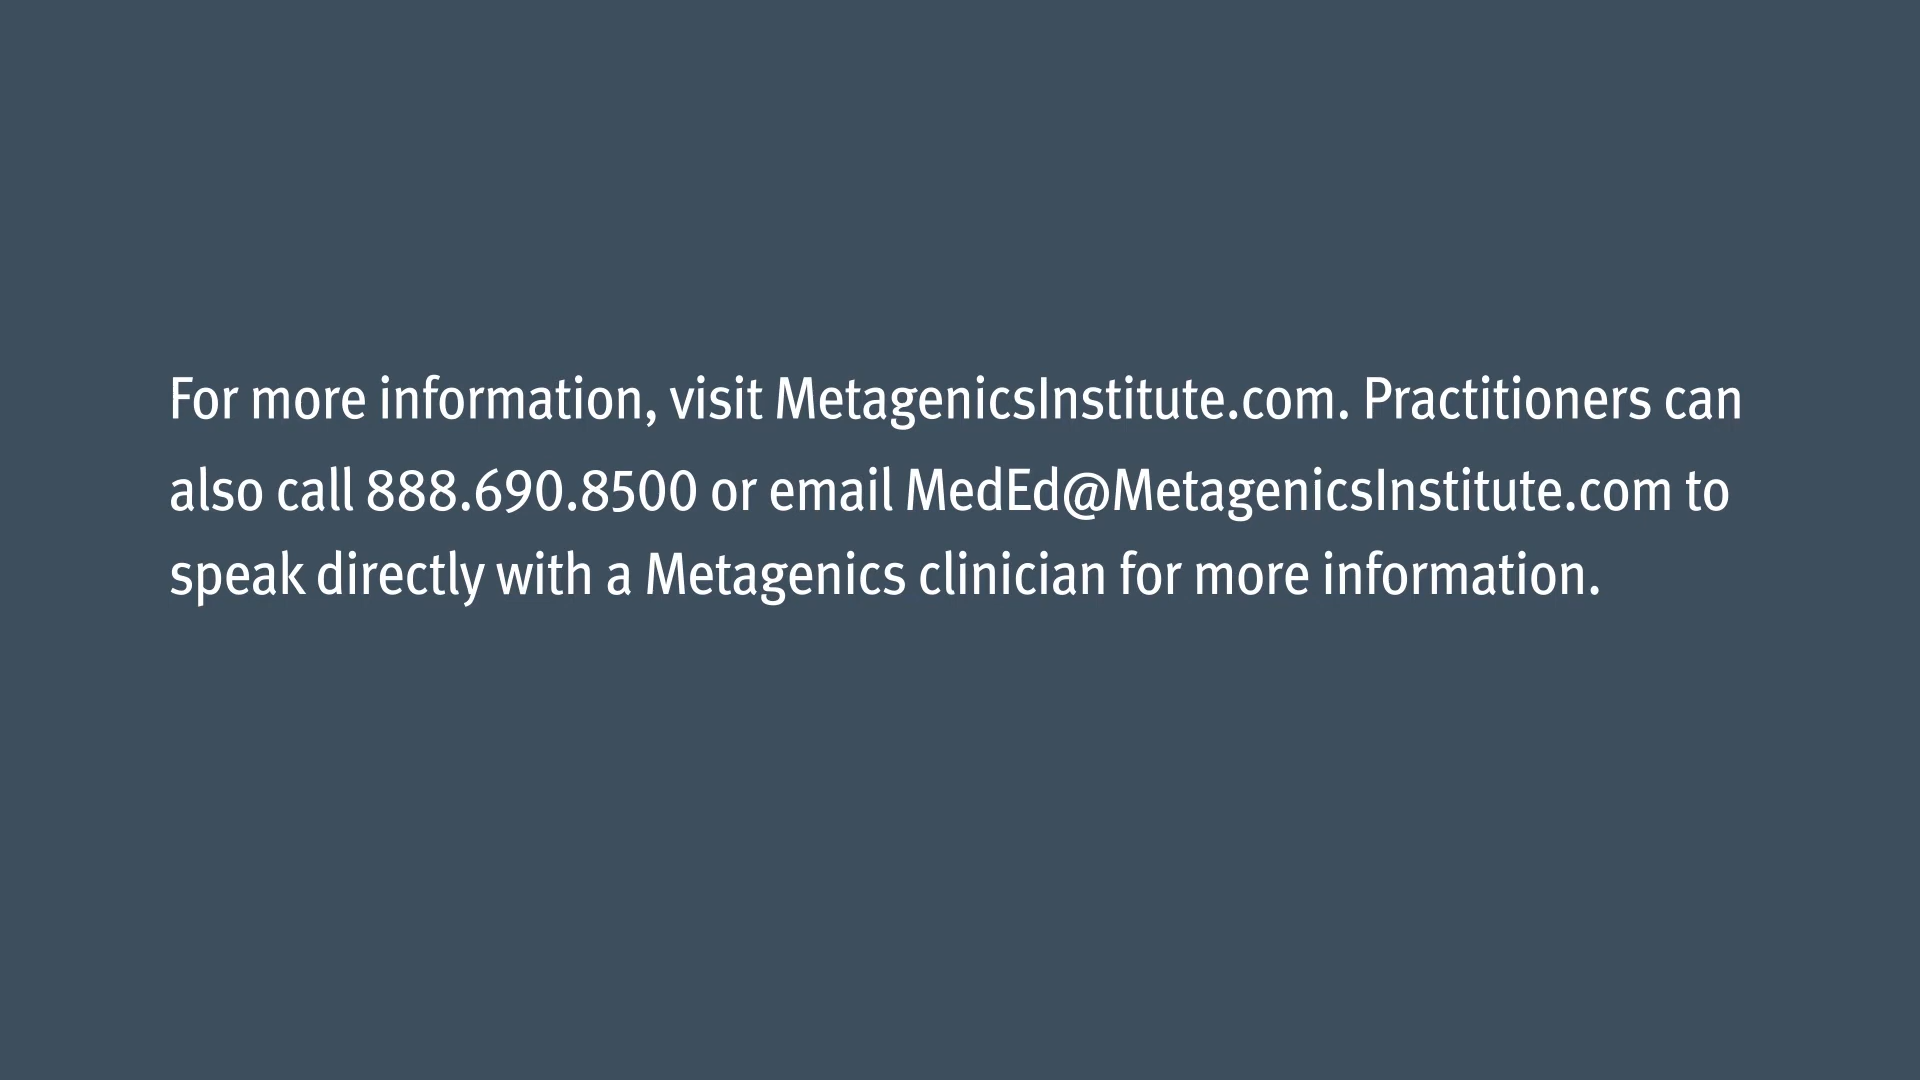 For more information, visit MetagenicsInstitute.com. Practitioners can
also call 888.690.8500 or email MedEd@MetagenicsInstitute.com to
speak directly with a Metagenics clinician for more information.